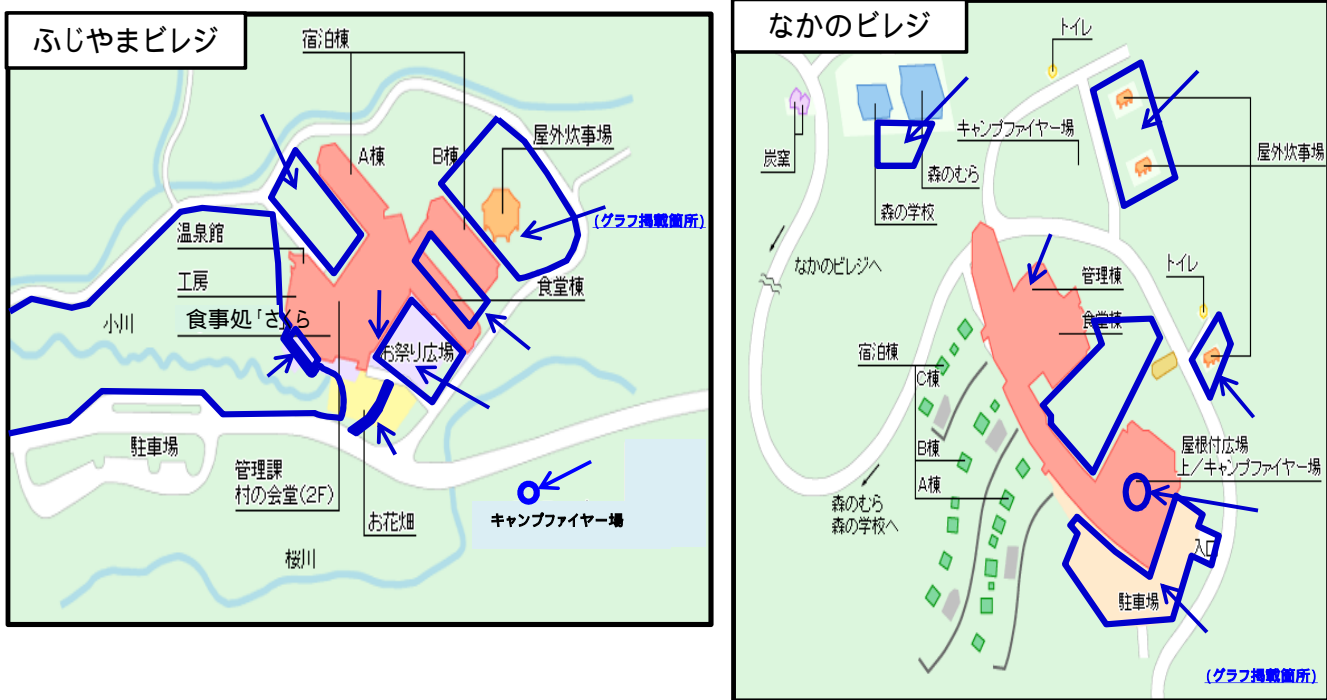 ふじやまビレジ
宿泊棟
A棟
B棟
屋外炊事場
(グラフ掲載箇所)
温泉館
工房
食堂棟
小川
食事処「さくら
お祭り広場
駐車場
管理課
村の会堂(2F)
お花畑
キャンプファイヤー場
桜川
なかのビレジ
トイレ
炭窯
キャンプファイヤー場
屋外炊事場
森のむら
森の学校
なかのビレジへ
管理棟
トイレ
食堂棟
宿泊棟
C棟
B棟
A棟
屋根付広場
上/キャンプファイヤー場
森のむら
森の学校へ
入口
駐車場
(グラフ掲載箇所)